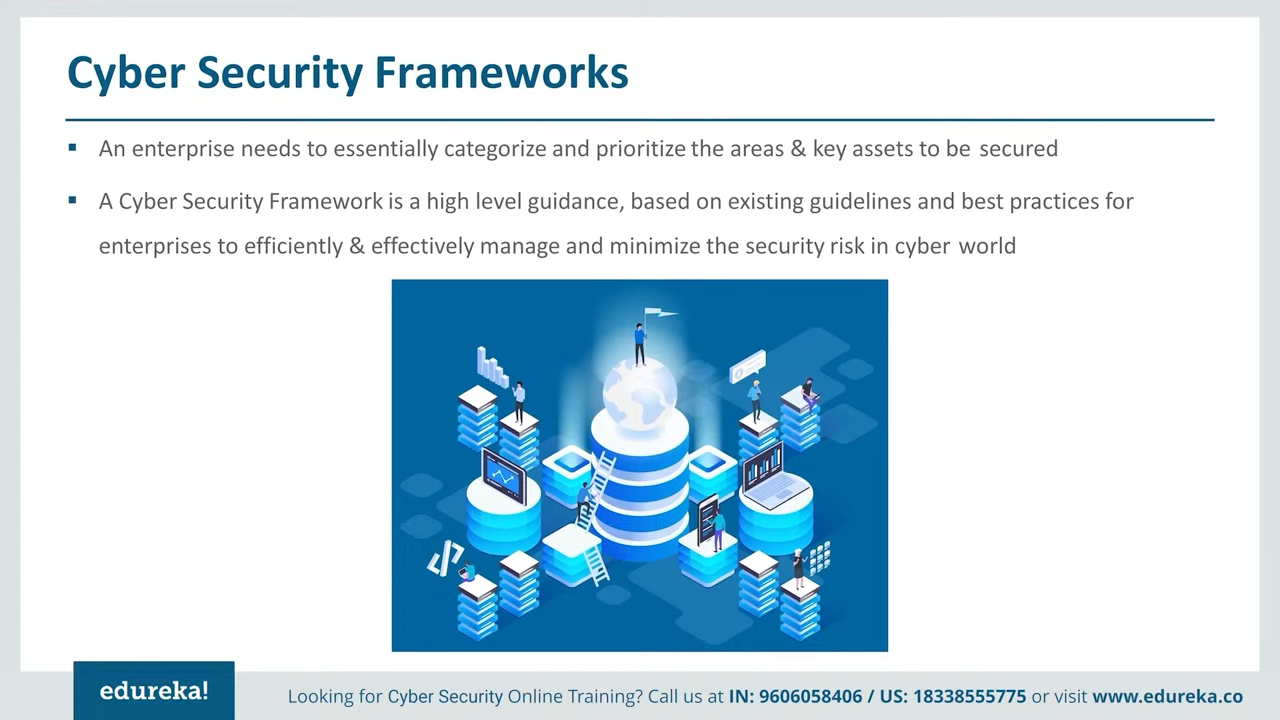 Cyber Security Frameworks
An enterprise needs to essentially categorize and prioritize the areas & key assets to be secured
A Cyber Security Framework is a high level guidance, based on existing guidelines and best practices for
enterprises to efficiently & effectively manage and minimize the security risk in cyber world
edureka!
Looking for Cyber Security Online Training? Call us at IN: 9606058406 / US: 18338555775 or visit www.edureka.co